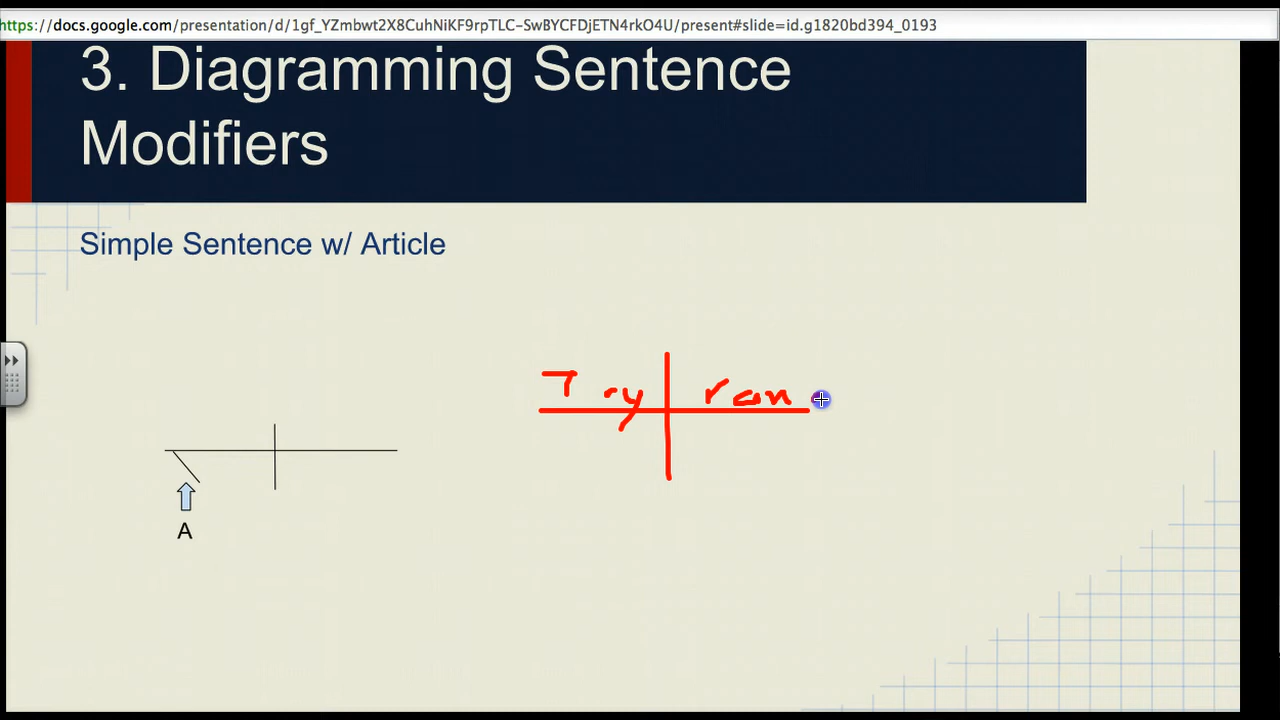 https://docs.google.com/presentation/d/1gf_YZmbwt2X8CuhNiKF9rpTLC-SwBYCFDjETN4rkO4U/present#slide=id.g1820bd394_0193
3. Diagramming Sentence
Modifiers
Simple Sentence w/ Article
ran
A